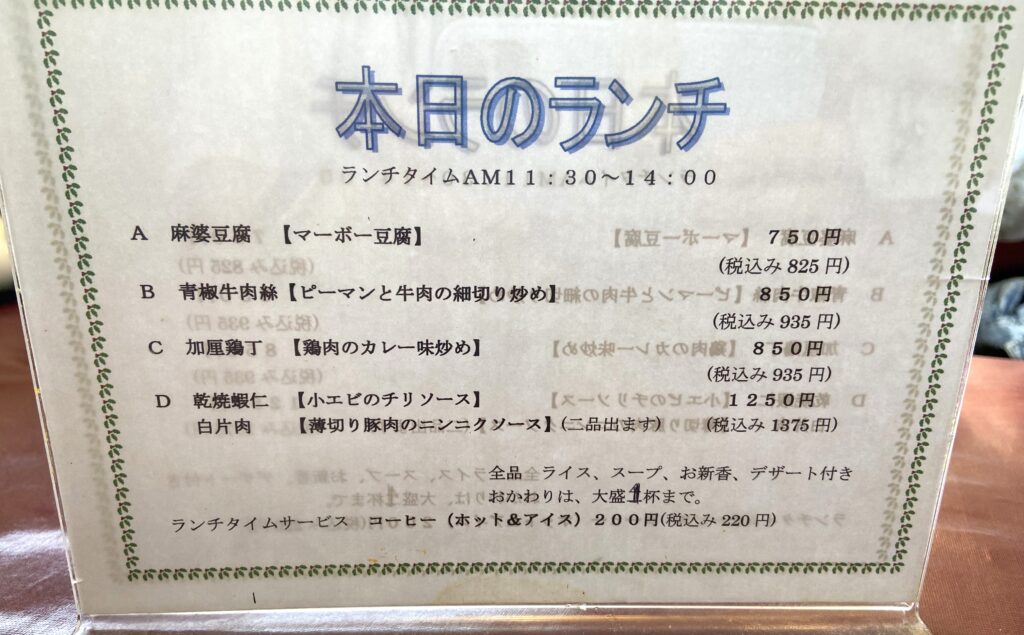 本日のランチ
ランチタイムAM11:30～14:00
A 麻婆豆腐 【マーボー豆腐】 750円
(税込み 825 円)
B 青椒牛肉絲【ピーマンと牛肉の細切り炒め】 850円
(税込み 935 円)
C 加厘鶏丁 【鶏肉のカレー味炒め】 850円
(税込み 935 円)
D 乾焼蝦仁 【小エビのチリソース】 1250円
白片肉 【薄切り豚肉のニンニクソース】(二品出ます) (税込み 1375 円)
全品 ライス、スープ、お新香、デザート付き
おかわりは、大盛1杯まで。
ランチタイムサービス コーヒー（ホット＆アイス）200円(税込み 220 円)